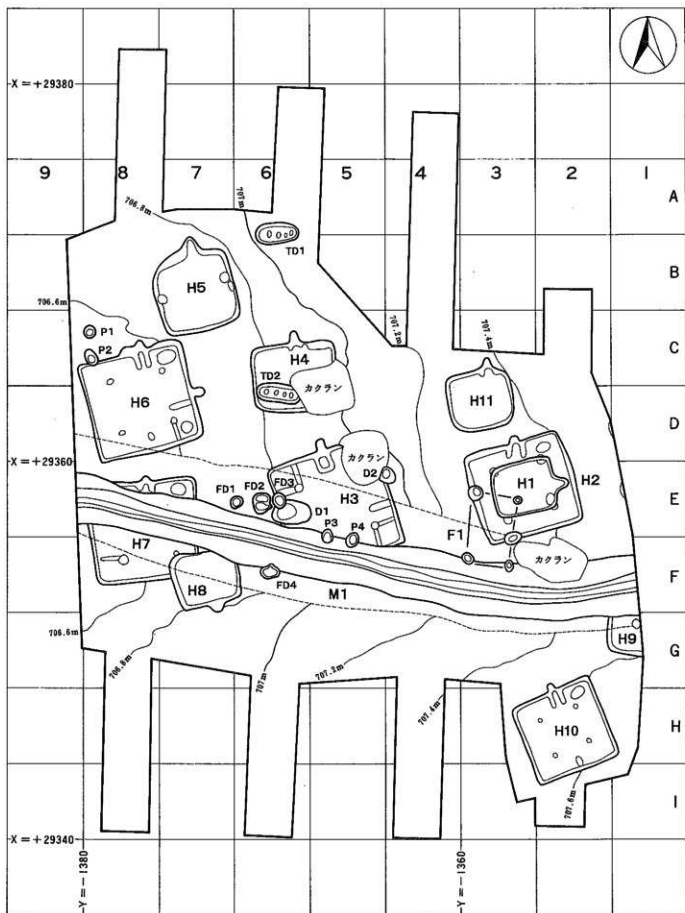 X=+29380
9 8 7 6 5 4 3 2 1
A
706.8m
707m
TD1
B
H5
706.6m
707.2m
707.4m
P1
C
P2
H4
TD2
カクラン
H11
H6
D
カクラン
D2
X=+29360
FD1
FD2
FD3
H3
H1
H2
E
D1
P3
P4
F1
カクラン
H7
H8
FD4
F
M1
706.6m
706.8m
707m
707.2m
707.4m
H9
G
H10
H
707.6m
I
X=+29340
Y=-1380
Y=-1360